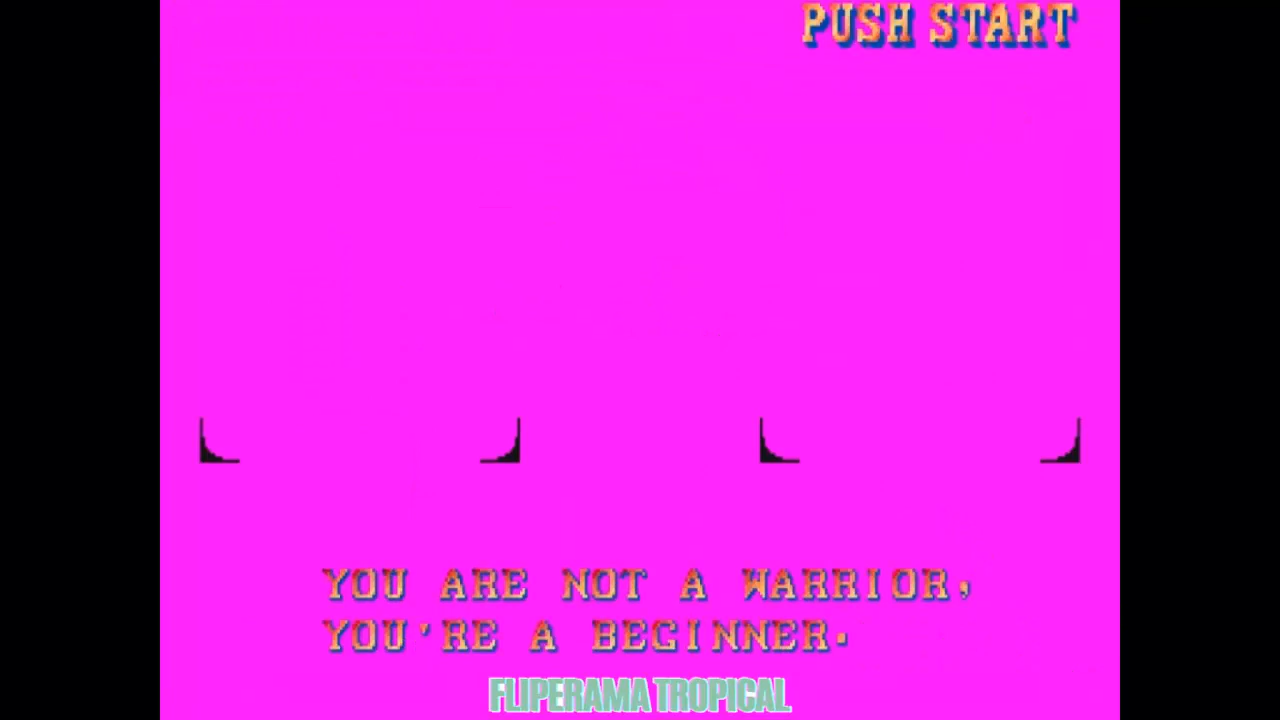 PUSH START
YOU ARE NOT A WARRIOR,
YOU'RE A BEGINNER.
FLIPERAMA TROPICAL